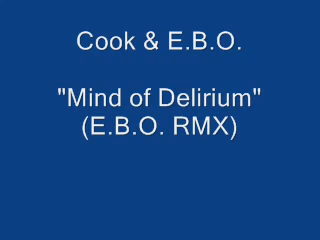 Cook & E.B.O.
"Mind of Delirium"
(E.B.O. RMX)